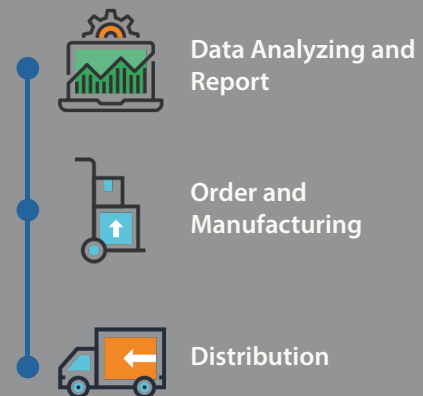 Data Analyzing and
Report
Order and
Manufacturing
Distribution